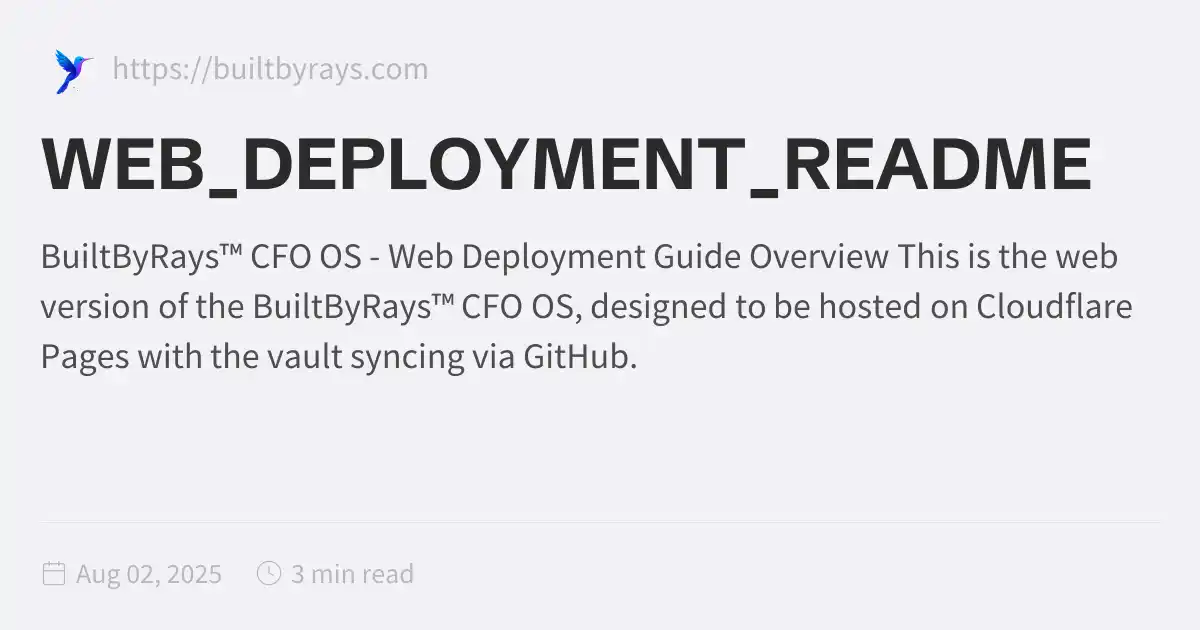 https://builtbyrays.com
WEB_DEPLOYMENT_README
BuiltByRays™ CFO OS - Web Deployment Guide Overview This is the web
version of the BuiltByRays™ CFO OS, designed to be hosted on Cloudflare
Pages with the vault syncing via GitHub.
Aug 02, 2025 3 min read